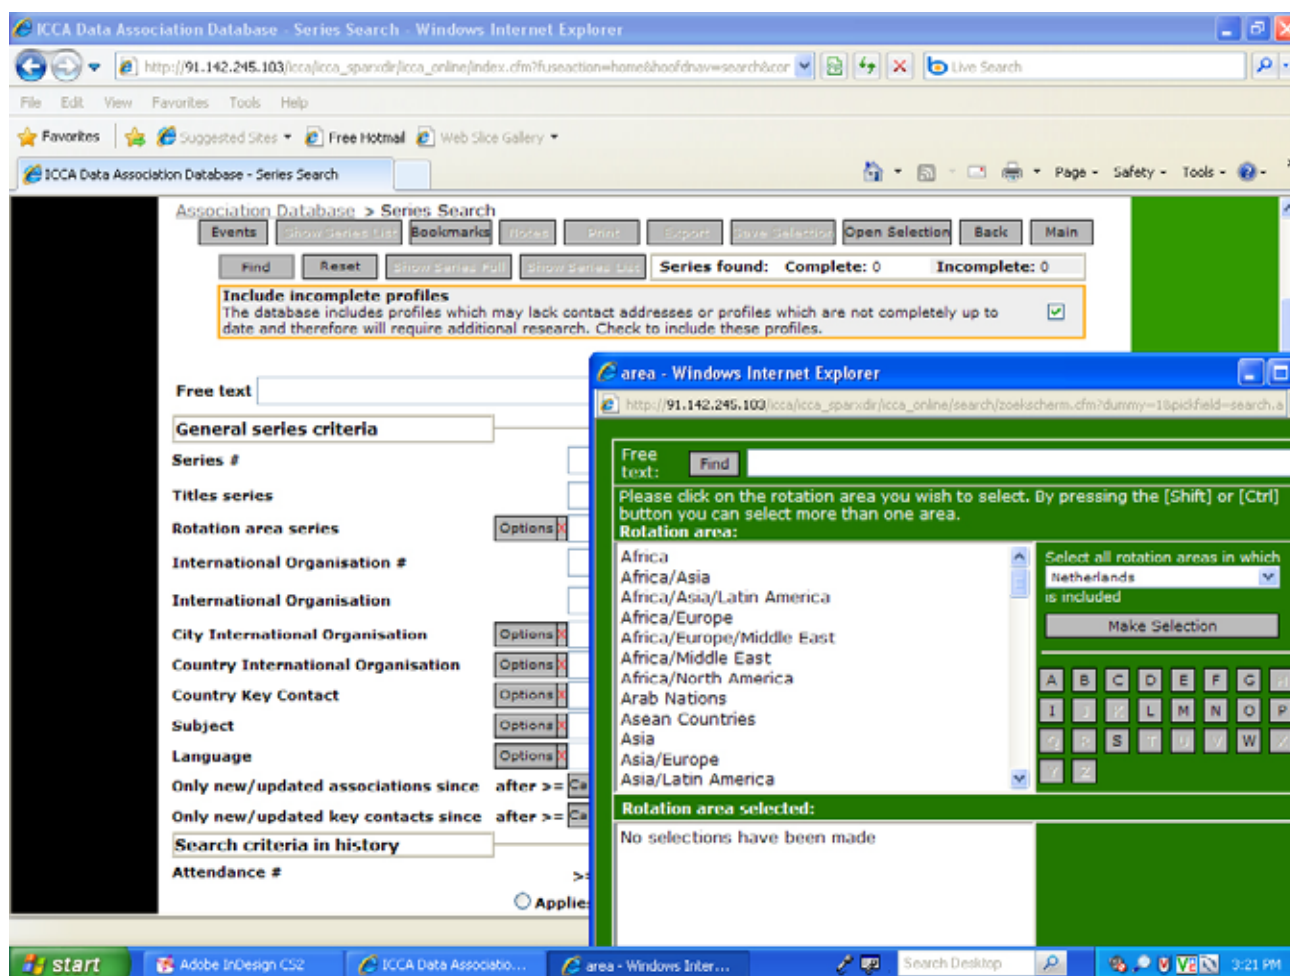 ICCA Data Association Database - Series Search - Windows Internet Explorer
http://91.142.245.103/icca/icca_sparxdir/icca_online/index.cfm?fuseaction=home&hoofdnav=search&cor
Live Search
File Edit View Favorites Tools Help
Favorites Suggested Sites Free Hotmail Web Slice Gallery
ICCA Data Association Database - Series Search
Page Safety Tools
Association Database > Series Search
Events Show Series List Bookmarks Notes Print Export Save Selection Open Selection Back Main
Find Reset Show Series Full Show Series List Series found: Complete: 0 Incomplete: 0
Include incomplete profiles
The database includes profiles which may lack contact addresses or profiles which are not completely up to
date and therefore will require additional research. Check to include these profiles.
Free text
General series criteria
Series #
Titles series
Rotation area series Options X
International Organisation #
International Organisation
City International Organisation Options X
Country International Organisation Options X
Country Key Contact Options X
Subject Options X
Language Options X
Only new/updated associations since after >= Ca
Only new/updated key contacts since after >= Ca
Search criteria in history
Attendance # >=
Applie
area - Windows Internet Explorer
http://91.142.245.103/icca/icca_sparxdir/icca_online/search/zoekscherm.cfm?dummy=1&pickfield=search.a
Free
text: Find
Please click on the rotation area you wish to select. By pressing the [Shift] or [Ctrl]
button you can select more than one area.
Rotation area:
Africa
Africa/Asia
Africa/Asia/Latin America
Africa/Europe
Africa/Europe/Middle East
Africa/Middle East
Africa/North America
Arab Nations
Asean Countries
Asia
Asia/Europe
Asia/Latin America
Select all rotation areas in which
Netherlands
is included
Make Selection
A B C D E F G H
I J K L M N O P
Q R S T U V W X
Y Z
Rotation area selected:
No selections have been made
start Adobe InDesign CS2 ICCA Data Associatio... area - Windows Inter... Search Desktop 3:21 PM